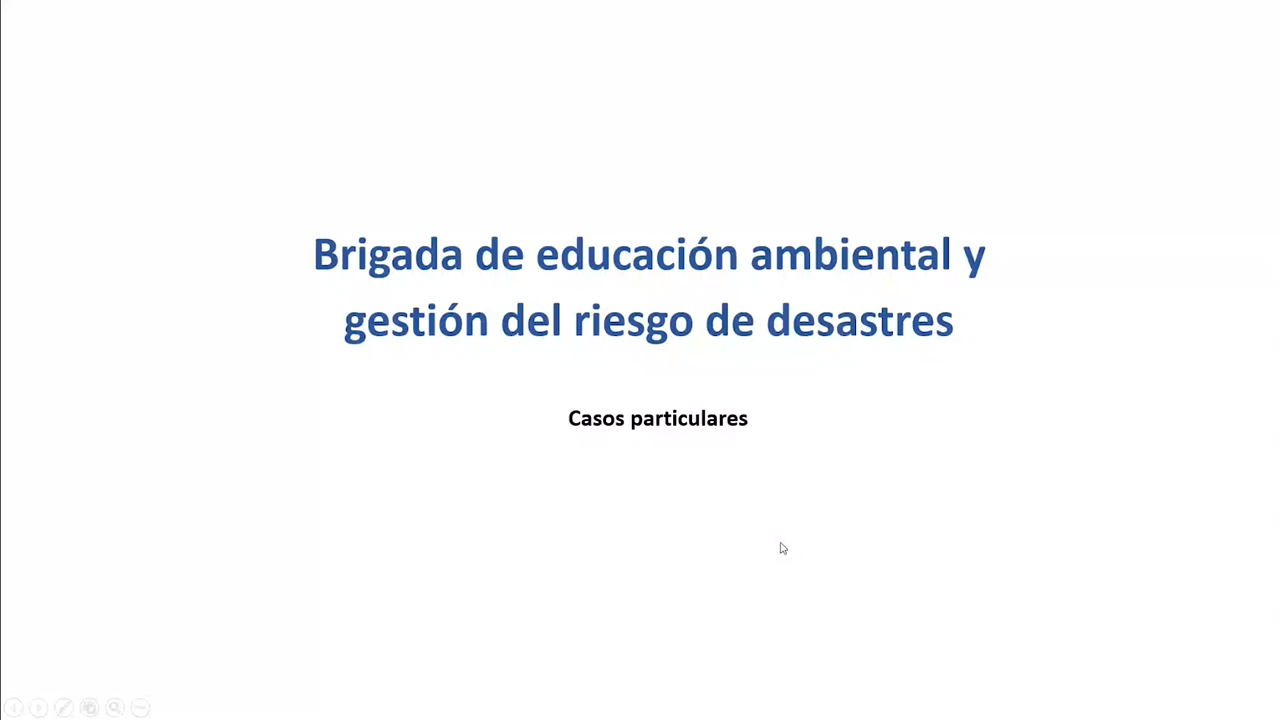 Brigada de educación ambiental y
gestión del riesgo de desastres
Casos particulares